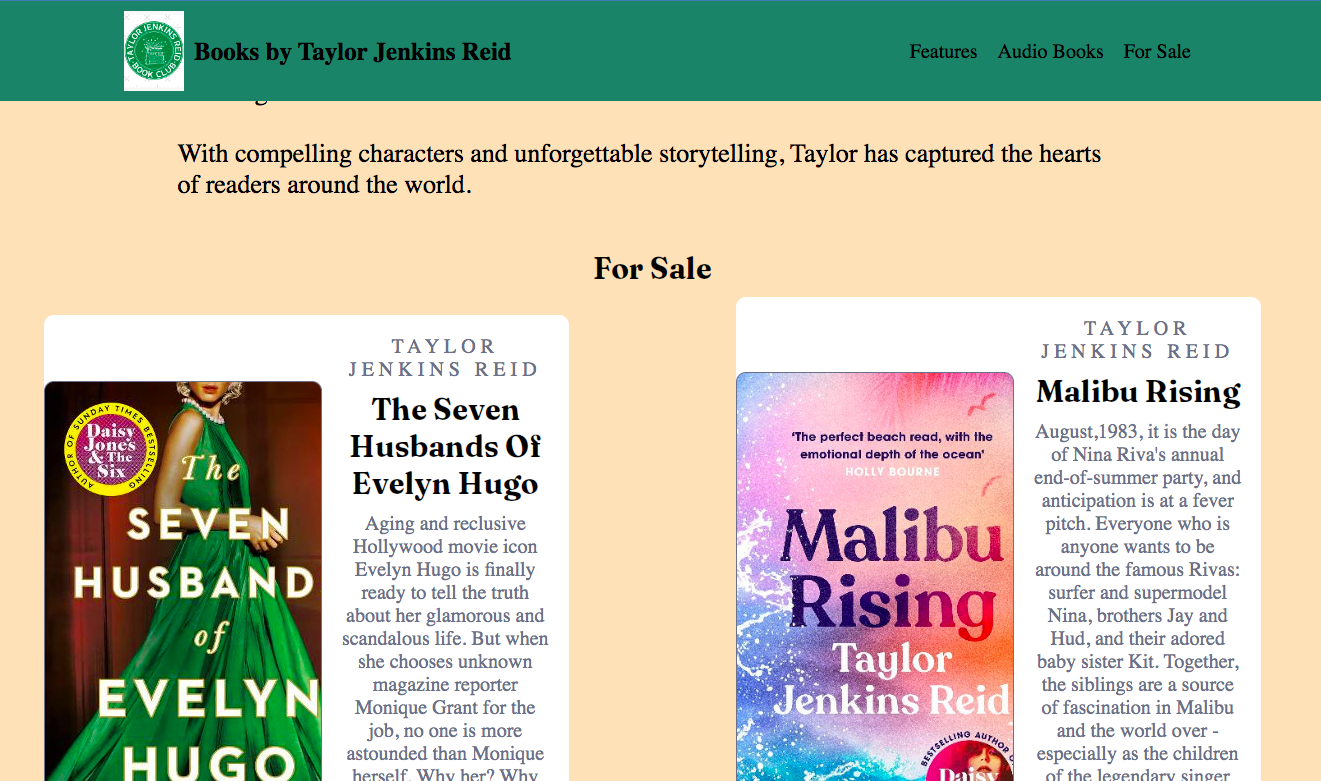 TAYLOR JENKINS REID
BOOK CLUB
Books by Taylor Jenkins Reid
Features
Audio Books
For Sale
With compelling characters and unforgettable storytelling, Taylor has captured the hearts
of readers around the world.
For Sale
AUTHOR OF SUNDAY TIMES BESTSELLING
Daisy
Jones
& The
Six
The
SEVEN
HUSBAND
of
EVELYN
HUGO
TAYLOR
JENKINS REID
The Seven
Husbands Of
Evelyn Hugo
Aging and reclusive
Hollywood movie icon
Evelyn Hugo is finally
ready to tell the truth
about her glamorous and
scandalous life. But when
she chooses unknown
magazine reporter
Monique Grant for the
job, no one is more
astounded than Monique
herself. Why her? Why
'The perfect beach read, with the
emotional depth of the ocean'
HOLLY BOURNE
Malibu
Rising
Taylor
Jenkins Reid
BESTSELLING AUTHOR O
Daisy
TAYLOR
JENKINS REID
Malibu Rising
August,1983, it is the day
of Nina Riva's annual
end-of-summer party, and
anticipation is at a fever
pitch. Everyone who is
anyone wants to be
around the famous Rivas:
surfer and supermodel
Nina, brothers Jay and
Hud, and their adored
baby sister Kit. Together,
the siblings are a source
of fascination in Malibu
and the world over -
especially as the children
of the legendary singer